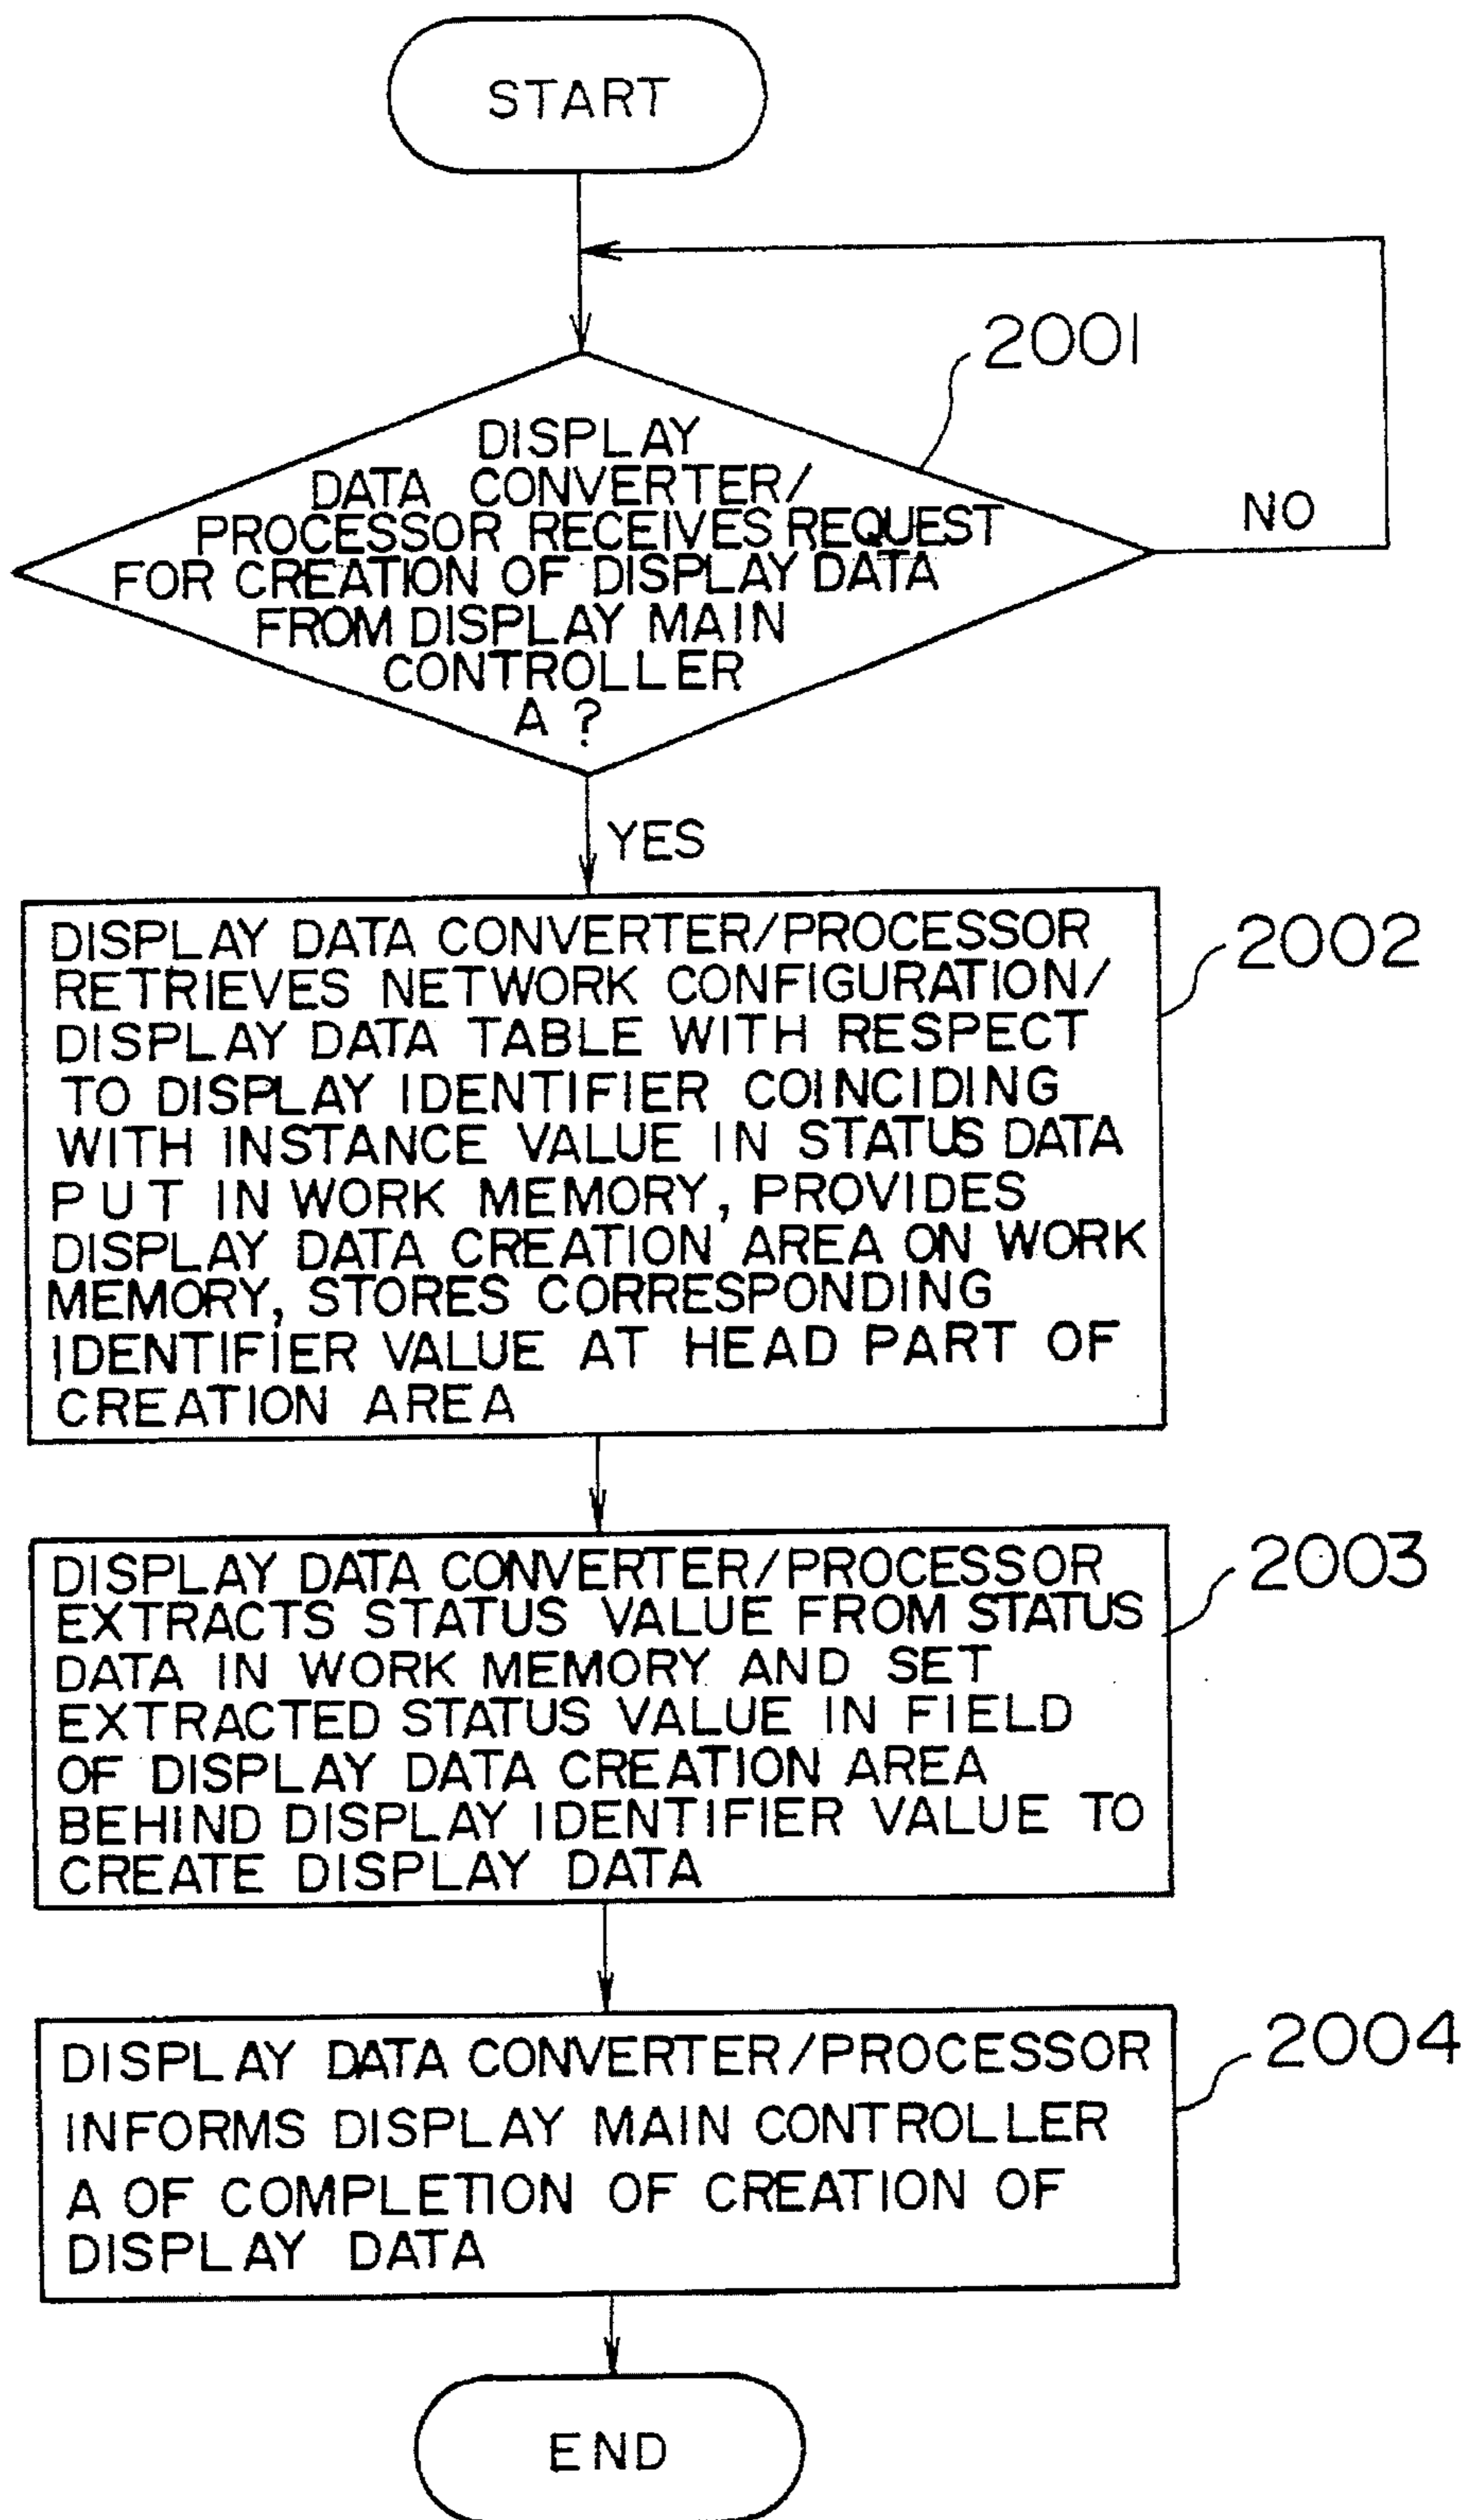 START
2001
DISPLAY
DATA CONVERTER/
PROCESSOR RECEIVES REQUEST
FOR CREATION OF DISPLAY DATA
FROM DISPLAY MAIN
CONTROLLER
A ?
NO
YES
2002
DISPLAY DATA CONVERTER/PROCESSOR
RETRIEVES NETWORK CONFIGURATION/
DISPLAY DATA TABLE WITH RESPECT
TO DISPLAY IDENTIFIER COINCIDING
WITH INSTANCE VALUE IN STATUS DATA
PUT IN WORK MEMORY, PROVIDES
DISPLAY DATA CREATION AREA ON WORK
MEMORY, STORES CORRESPONDING
IDENTIFIER VALUE AT HEAD PART OF
CREATION AREA
2003
DISPLAY DATA CONVERTER/PROCESSOR
EXTRACTS STATUS VALUE FROM STATUS
DATA IN WORK MEMORY AND SET
EXTRACTED STATUS VALUE IN FIELD
OF DISPLAY DATA CREATION AREA
BEHIND DISPLAY IDENTIFIER VALUE TO
CREATE DISPLAY DATA
2004
DISPLAY DATA CONVERTER/PROCESSOR
INFORMS DISPLAY MAIN CONTROLLER
A OF COMPLETION OF CREATION OF
DISPLAY DATA
END